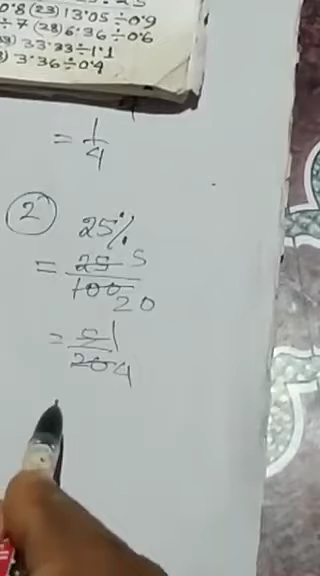 0.8 (23) 13.05÷0.9
÷7 (28) 6.36÷0.6
33.33÷1.1
3.36÷0.4
= 1/4
2 25%
= 25 5
100 20
= 5 1
20 4